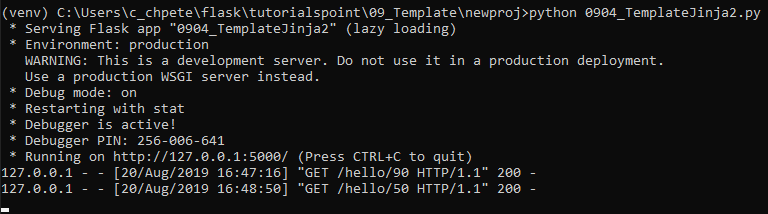 (venv) C:\Users\c_chpete\flask\tutorialspoint\09_Template\newproj>python 0904_TemplateJinja2.py
 * Serving Flask app "0904_TemplateJinja2" (lazy loading)
 * Environment: production
   WARNING: This is a development server. Do not use it in a production deployment.
   Use a production WSGI server instead.
 * Debug mode: on
 * Restarting with stat
 * Debugger is active!
 * Debugger PIN: 256-006-641
 * Running on http://127.0.0.1:5000/ (Press CTRL+C to quit)
127.0.0.1 - - [20/Aug/2019 16:47:16] "GET /hello/90 HTTP/1.1" 200 -
127.0.0.1 - - [20/Aug/2019 16:48:50] "GET /hello/50 HTTP/1.1" 200 -